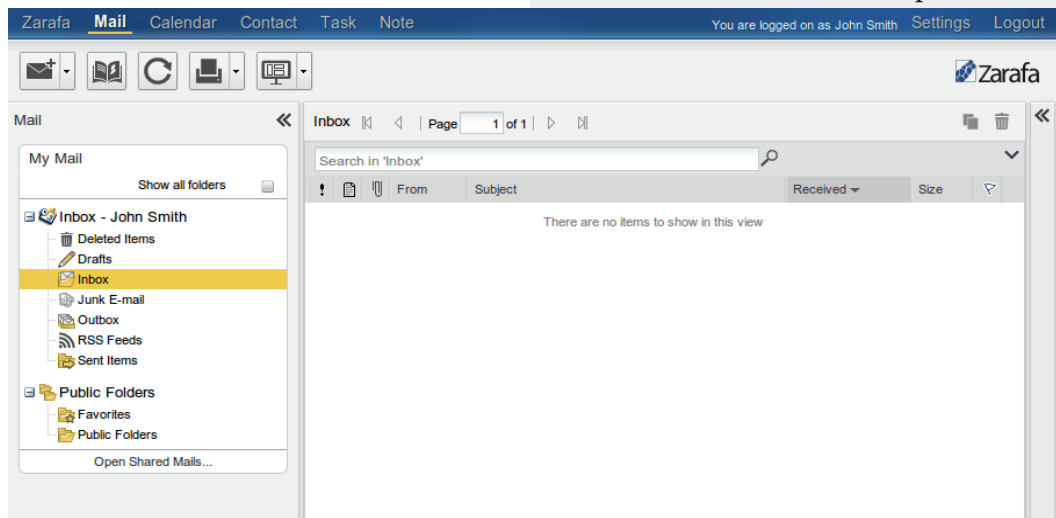 Zarafa Mail Calendar Contact Task Note You are logged on as John Smith Settings Logout
Zarafa
Mail
Inbox Page 1 of 1
My Mail
Search in 'Inbox'
Show all folders
! From Subject Received Size
Inbox - John Smith
There are no items to show in this view
Deleted Items
Drafts
Inbox
Junk E-mail
Outbox
RSS Feeds
Sent Items
Public Folders
Favorites
Public Folders
Open Shared Mails...